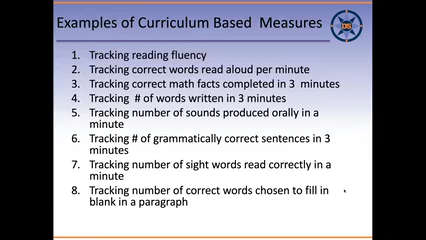 Examples of Curriculum Based Measures
1. Tracking reading fluency
2. Tracking correct words read aloud per minute
3. Tracking correct math facts completed in 3 minutes
4. Tracking # of words written in 3 minutes
5. Tracking number of sounds produced orally in a
minute
6. Tracking # of grammatically correct sentences in 3
minutes
7. Tracking number of sight words read correctly in a
minute
8. Tracking number of correct words chosen to fill in
blank in a paragraph